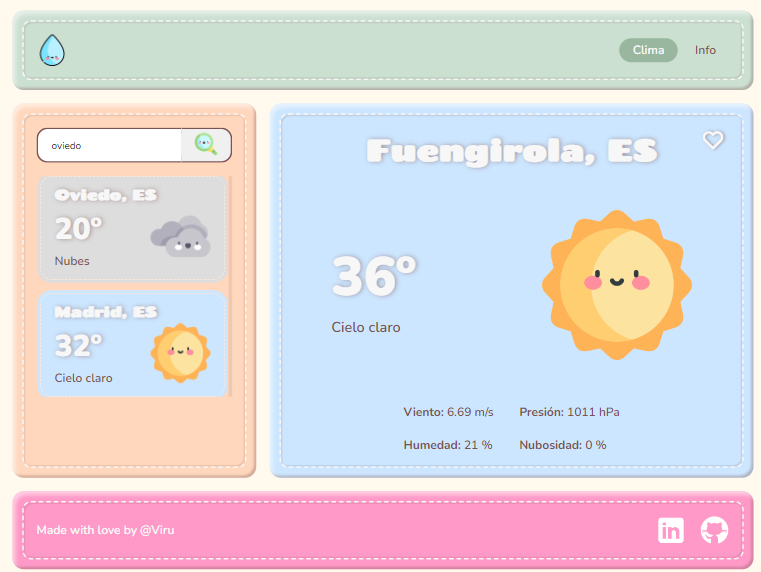 Clima Info
oviedo
Oviedo, ES
20°
Nubes
Madrid, ES
32°
Cielo claro
Fuengirola, ES
36°
Cielo claro
Viento: 6.69 m/s Presión: 1011 hPa
Humedad: 21 % Nubosidad: 0 %
Made with love by @Viru
in